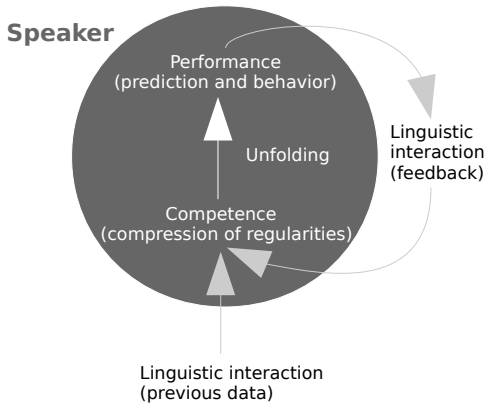 Speaker
Performance
(prediction and behavior)
Unfolding
Linguistic
interaction
(feedback)
Competence
(compression of regularities)
Linguistic interaction
(previous data)